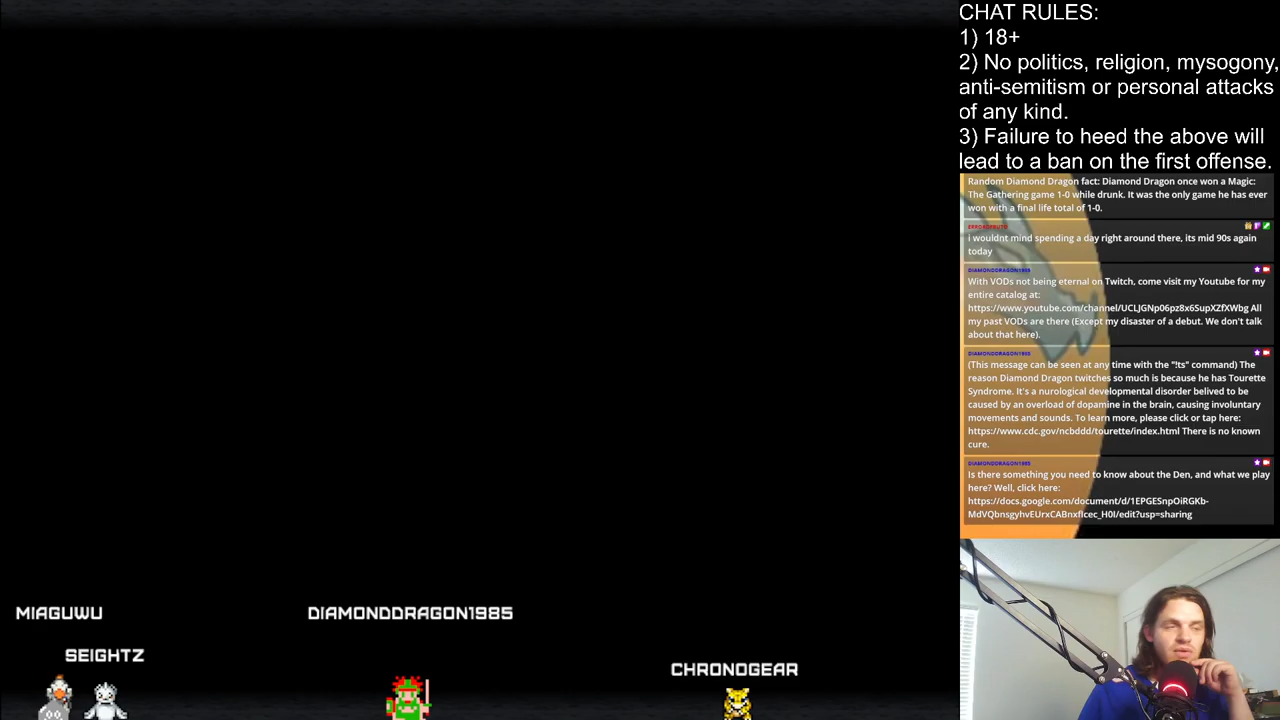 CHAT RULES:
1) 18+
2) No politics, religion, mysogony,
anti-semitism or personal attacks
of any kind.
3) Failure to heed the above will
lead to a ban on the first offense.
Random Diamond Dragon fact: Diamond Dragon once won a Magic:
The Gathering game 1-0 while drunk. It was the only game he has ever
won with a final life total of 1-0.
i wouldnt mind spending a day right around there, its mid 90s again
today
DIAMONDDRAGON1985
With VODs not being eternal on Twitch, come visit my Youtube for my
entire catalog at:
https://www.youtube.com/channel/UCLJGNp06pz8x6SupXZfXWbg All
my past VODs are there (Except my disaster of a debut. We don't talk
about that here).
DIAMONDDRAGON1985
(This message can be seen at any time with the "!ts" command) The
reason Diamond Dragon twitches so much is because he has Tourette
Syndrome. It's a nurological developmental disorder belived to be
caused by an overload of dopamine in the brain, causing involuntary
movements and sounds. To learn more, please click or tap here:
https://www.cdc.gov/ncbddd/tourette/index.html There is no known
cure.
DIAMONDDRAGON1985
Is there something you need to know about the Den, and what we play
here? Well, click here:
https://docs.google.com/document/d/1EPGESnpOiRGKb-
MdVQbnsgyhvEUrxCABnxfIcec_H0I/edit?usp=sharing
MIAGUWU
DIAMONDDRAGON1985
SEIGHTZ
CHRONOGEAR